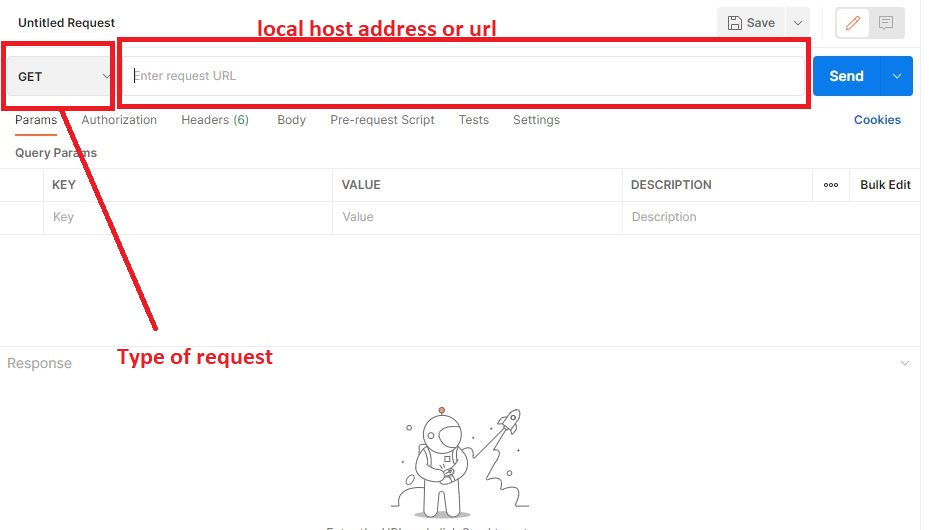 Untitled Request
local host address or url
Save
GET
Enter request URL
Send
Params Authorization Headers (6) Body Pre-request Script Tests Settings Cookies
Query Params
KEY VALUE DESCRIPTION ooo Bulk Edit
Key Value Description
Type of request
Response